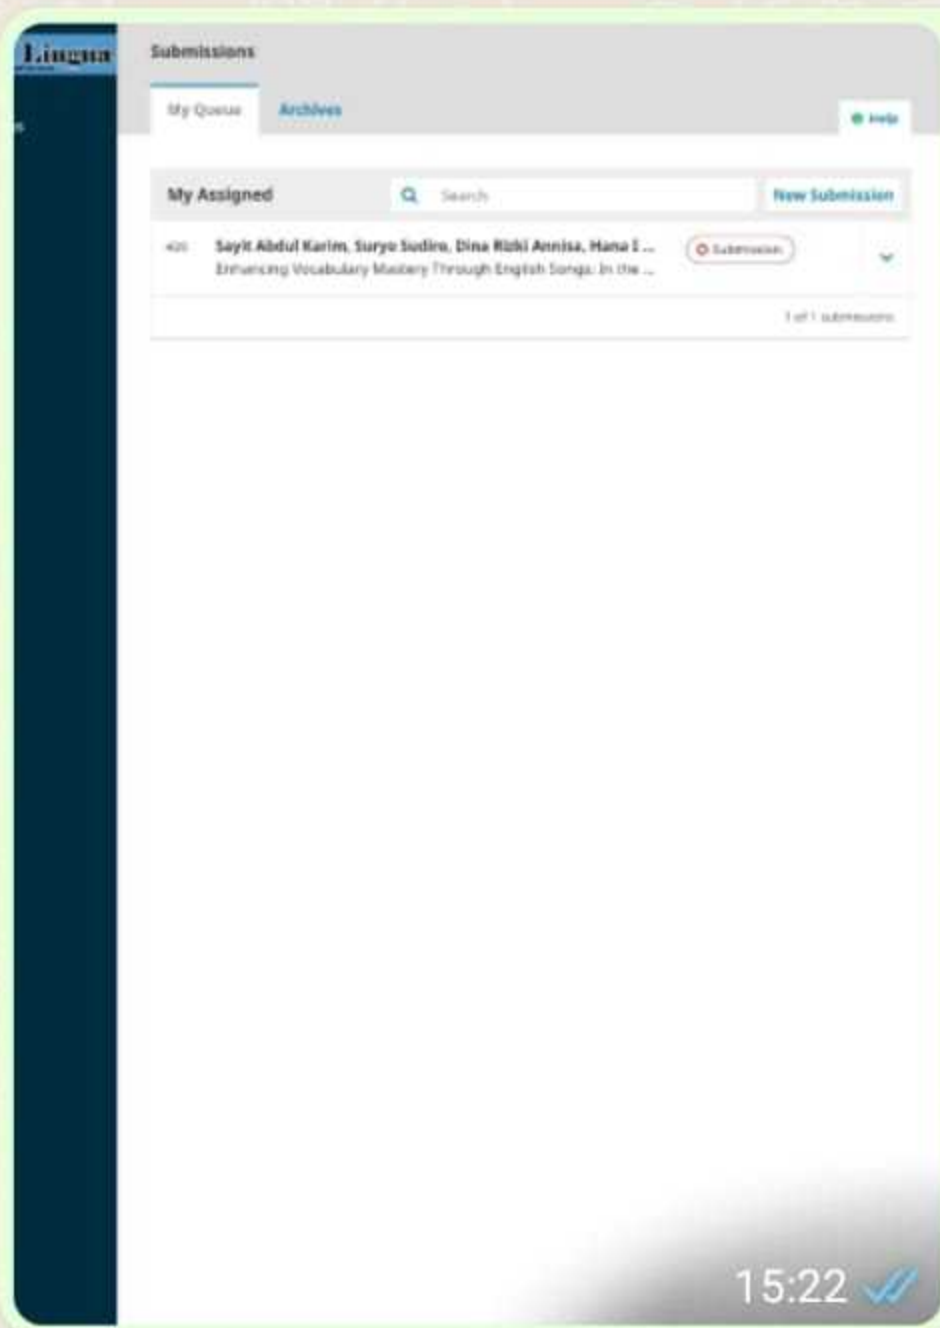 Lingua
Submissions
My Queue
Archives
Help
My Assigned
Search
New Submission
Sayit Abdul Karim, Suryo Sudiro, Dina Rizki Annisa, Hana I ...
Submission
Enhancing Vocabulary Mastery Through English Songs: In the ...
1 of 1 submissions
15:22